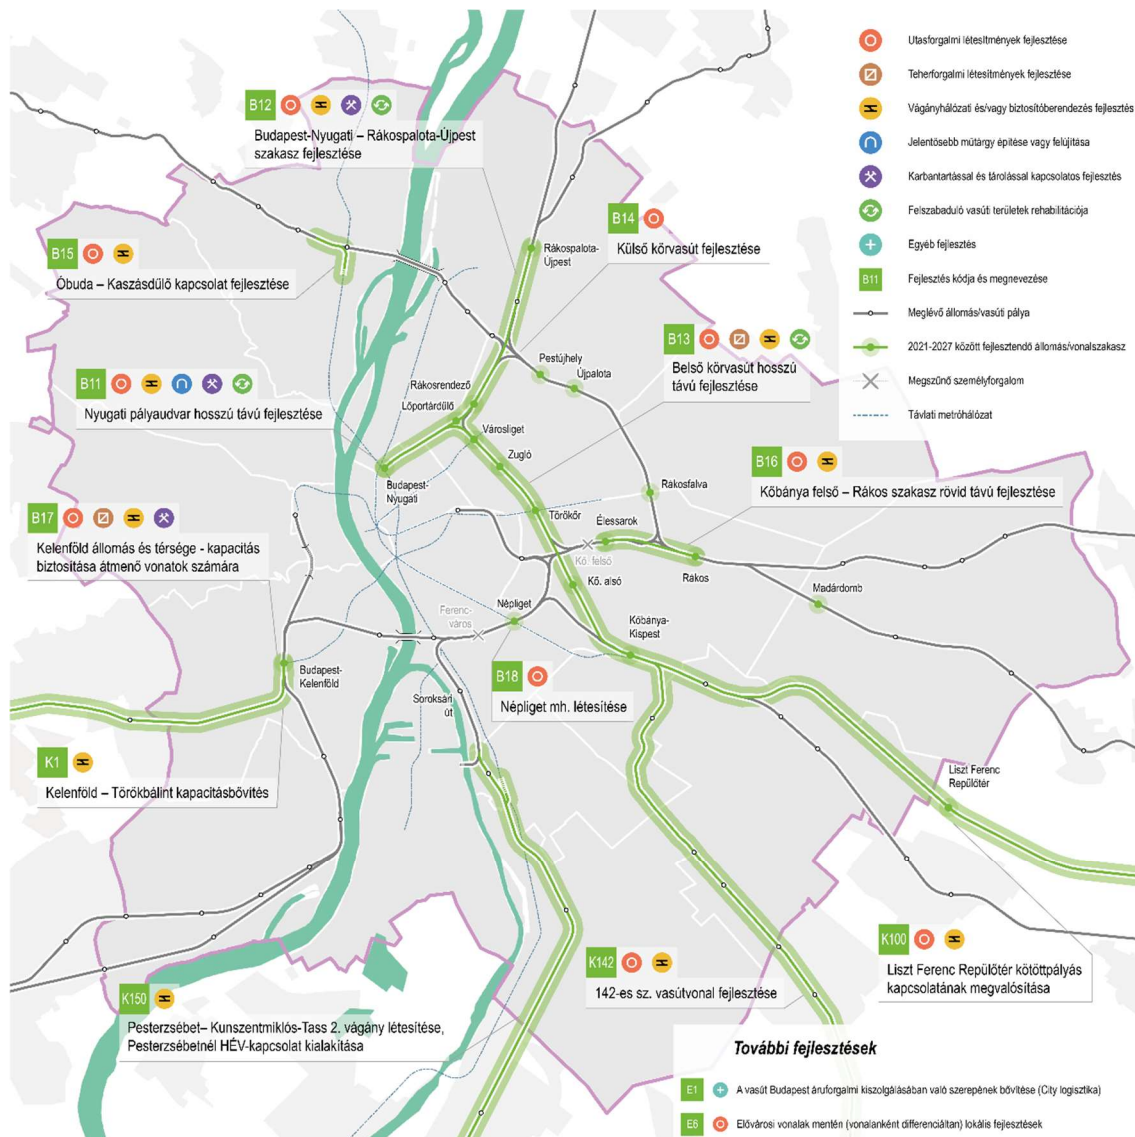 Utasforgalmi létesítmények fejlesztése
Teherforgalmi létesítmények fejlesztése
Vágányhálózati és/vagy biztosítóberendezés fejlesztés
Jelentősebb műtárgy építése vagy felújítása
Karbantartással és tárolással kapcsolatos fejlesztés
Felszabaduló vasúti területek rehabilitációja
Egyéb fejlesztés
B11 Fejlesztés kódja és megnevezése
Meglévő állomás/vasúti pálya
2021-2027 között fejlesztendő állomás/vonalszakasz
Megszűnő személyforgalom
Távlati metróhálózat
B12
Budapest-Nyugati – Rákospalota-Újpest
szakasz fejlesztése
B14
Külső körvasút fejlesztése
B15
Óbuda – Kaszásdűlő kapcsolat fejlesztése
B13
Belső körvasút hosszú
távú fejlesztése
B11
Nyugati pályaudvar hosszú távú fejlesztése
B16
Kőbánya felső – Rákos szakasz rövid távú fejlesztése
B17
Kelenföld állomás és térsége - kapacitás
biztosítása átmenő vonatok számára
B18
Népliget mh. létesítése
K1
Kelenföld – Törökbálint kapacitásbővítés
K100
Liszt Ferenc Repülőtér kötöttpályás
kapcsolatának megvalósítása
K142
142-es sz. vasútvonal fejlesztése
K150
Pesterzsébet– Kunszentmiklós-Tass 2. vágány létesítése,
Pesterzsébetnél HÉV-kapcsolat kialakítása
Rákospalota-
Újpest
Pestújhely
Újpalota
Rákosrendező
Lőportárdűlő
Városliget
Zugló
Budapest-
Nyugati
Rákosfalva
Törökőr
Élessarok
Kő. felső
Rákos
Kő. alsó
Madárdomb
Népliget
Ferenc-
város
Kőbánya-
Kispest
Budapest-
Kelenföld
Soroksári
út
Liszt Ferenc
Repülőtér
További fejlesztések
E1 A vasút Budapest áruforgalmi kiszolgálásában való szerepének bővítése (City logisztika)
E6 Elővárosi vonalak mentén (vonalanként differenciáltan) lokális fejlesztések